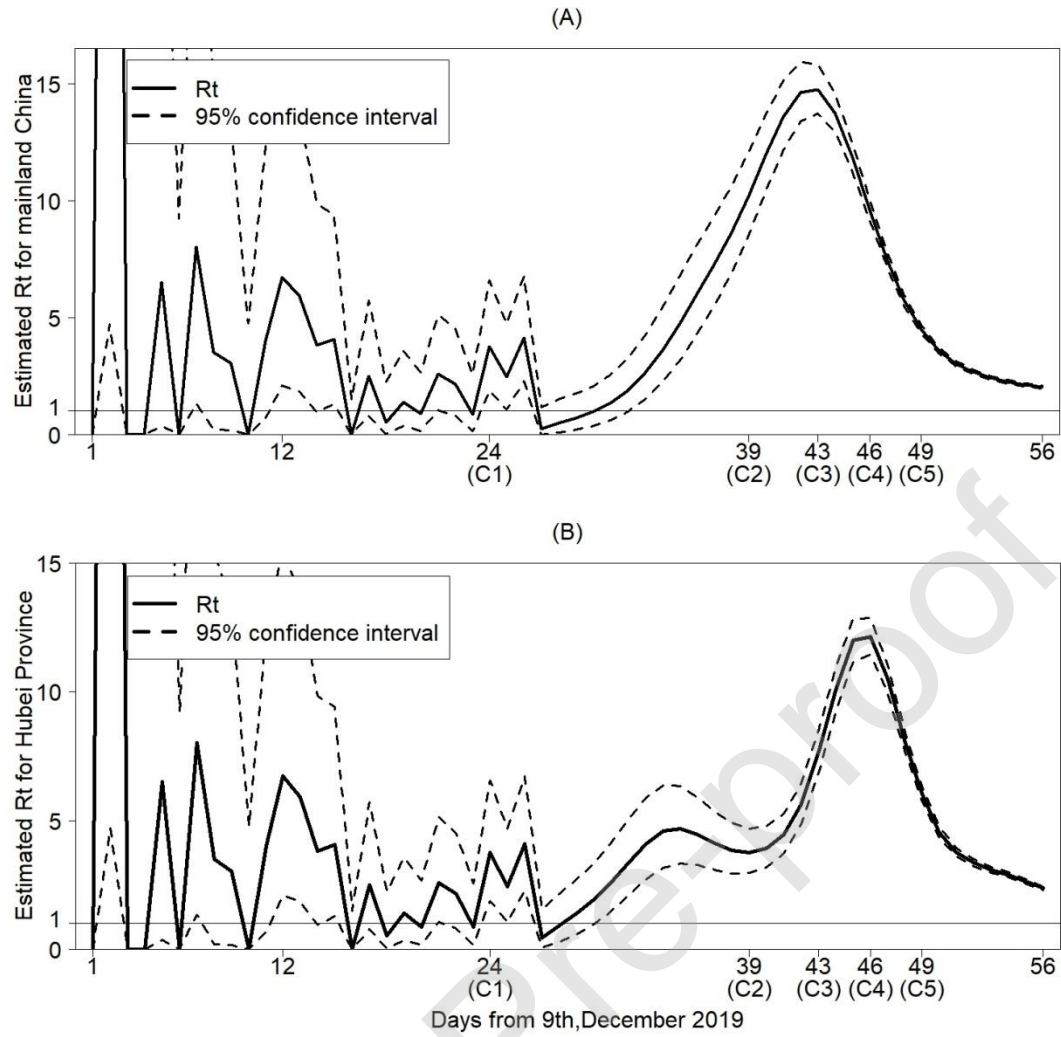 (A)
Estimated Rt for mainland China
15
10
5
1
0
Rt
95% confidence interval
1 12 24 39 43 46 49 56
(C1) (C2) (C3) (C4) (C5)
(B)
Estimated Rt for Hubei Province
15
10
5
1
0
Rt
95% confidence interval
1 12 24 39 43 46 49 56
(C1) (C2) (C3) (C4) (C5)
Days from 9th,December 2019
Pre-proof